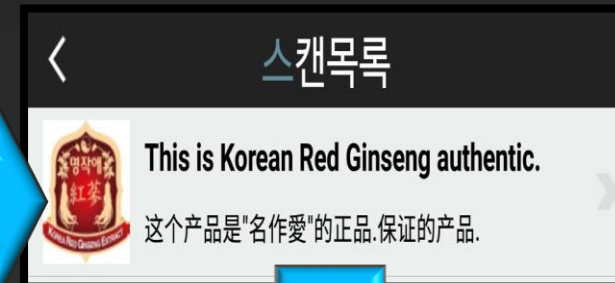 스캔목록
This is Korean Red Ginseng authentic.
这个产品是"名作愛"的正品.保证的产品.
명작애
紅蔘
KOREA RED GINSENG EXTRACT